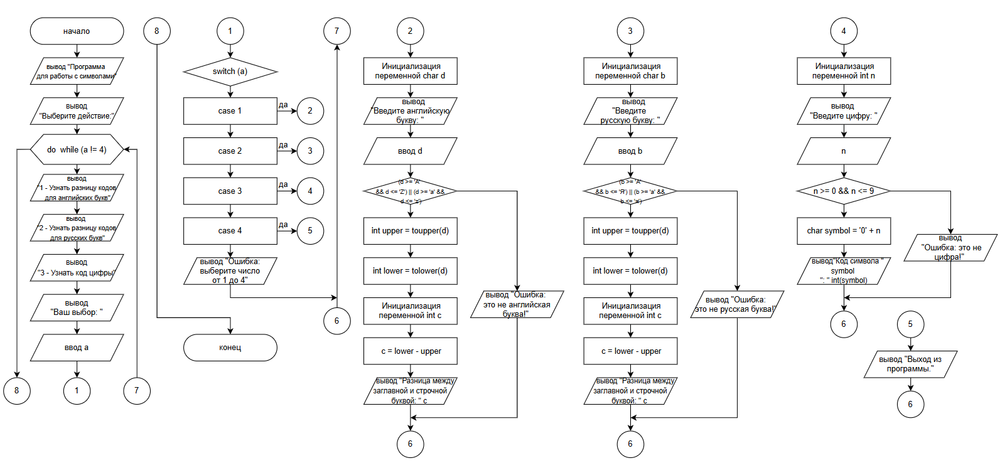 начало
вывод "Программа
для работы с символами"
вывод
"Выберите действие:"
do while (a != 4)
вывод
"1 - Узнать разницу кодов
для английских букв"
вывод
"2 - Узнать разницу кодов
для русских букв"
вывод
"3 - Узнать код цифры"
вывод
"Ваш выбор: "
ввод a
8
1
7
8
конец
1
switch (a)
case 1
да
2
case 2
да
3
case 3
да
4
case 4
да
5
вывод "Ошибка:
выберите число
от 1 до 4"
7
6
2
Инициализация
переменной char d
вывод
"Введите английскую
букву: "
ввод d
(d >= 'A'
&& d <= 'Z') || (d >= 'a' &&
d <= 'z')
int upper = toupper(d)
int lower = tolower(d)
Инициализация
переменной int c
c = lower - upper
вывод "Разница между
заглавной и строчной
буквой: " c
вывод "Ошибка:
это не английская
буква!"
6
3
Инициализация
переменной char b
вывод
"Введите
русскую букву: "
ввод b
(b >= 'А'
&& b <= 'Я') || (b >= 'а' &&
b <= 'я')
int upper = toupper(d)
int lower = tolower(d)
Инициализация
переменной int c
c = lower - upper
вывод "Разница между
заглавной и строчной
буквой: " c
вывод "Ошибка:
это не русская буква!"
6
4
Инициализация
переменной int n
вывод
"Введите цифру: "
n
n >= 0 && n <= 9
char symbol = '0' + n
вывод"Код символа "
symbol
": " int(symbol)
вывод
"Ошибка: это не
цифра!"
6
5
вывод "Выход из
программы."
6